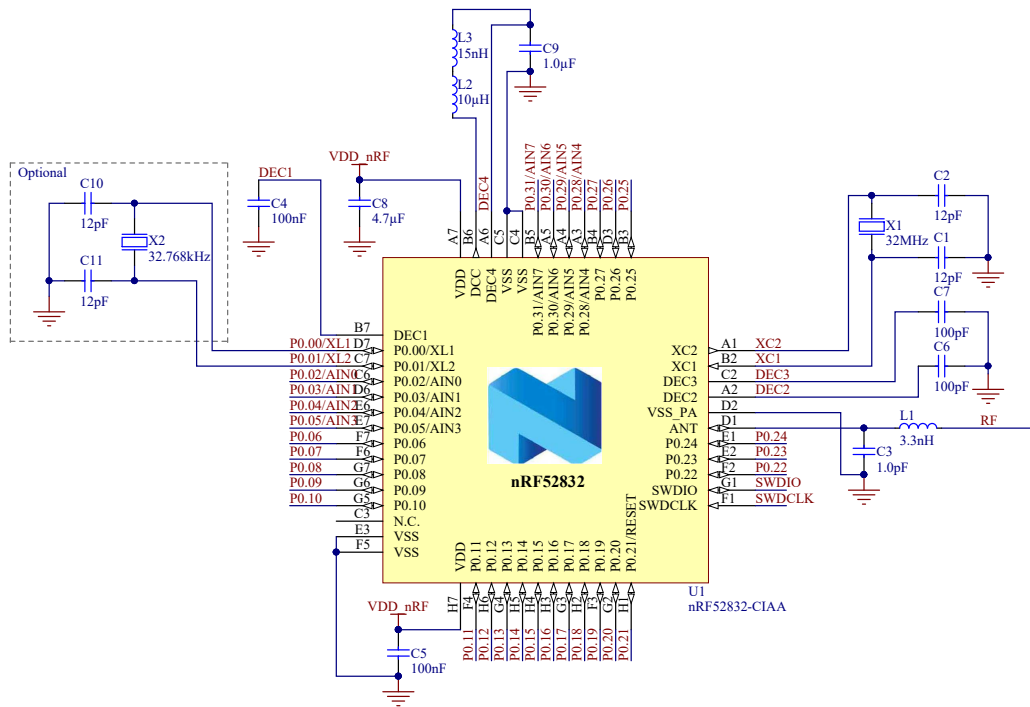 L3
15nH
L2
10µH
C9
1.0µF
VDD_nRF
C8
4.7µF
DEC1
C4
100nF
DEC4
Optional
C10
12pF
X2
32.768kHz
C11
12pF
P0.31/AIN7
P0.30/AIN6
P0.29/AIN5
P0.28/AIN4
P0.27
P0.26
P0.25
A7
B6
A6
C5
C4
B5
A5
A4
A3
B4
D3
B3
VDD
DCC
DEC4
VSS
VSS
P0.31/AIN7
P0.30/AIN6
P0.29/AIN5
P0.28/AIN4
P0.27
P0.26
P0.25
C2
12pF
X1
32MHz
C1
12pF
C7
100pF
C6
100pF
B7 DEC1
P0.00/XL1 D7 P0.00/XL1
P0.01/XL2 C7 P0.01/XL2
P0.02/AIN0 C6 P0.02/AIN0
P0.03/AIN1 D6 P0.03/AIN1
P0.04/AIN2 E6 P0.04/AIN2
P0.05/AIN3 E7 P0.05/AIN3
P0.06 F7 P0.06
P0.07 F6 P0.07
P0.08 G7 P0.08
P0.09 G6 P0.09
P0.10 G5 P0.10
C3 N.C.
E3 VSS
F5 VSS
nRF52832
XC2 A1 XC2
XC1 B2 XC1
DEC3 C2 DEC3
DEC2 A2 DEC2
VSS_PA D2
ANT D1
P0.24 E1 P0.24
P0.23 E2 P0.23
P0.22 F2 P0.22
SWDIO G1 SWDIO
SWDCLK F1 SWDCLK
L1
3.3nH
RF
C3
1.0pF
VDD
P0.11
P0.12
P0.13
P0.14
P0.15
P0.16
P0.17
P0.18
P0.19
P0.20
P0.21/RESET
U1
nRF52832-CIAA
H7
F4
H6
G4
H5
H4
H3
G3
H2
F3
G2
H1
VDD_nRF
C5
100nF
P0.11
P0.12
P0.13
P0.14
P0.15
P0.16
P0.17
P0.18
P0.19
P0.20
P0.21